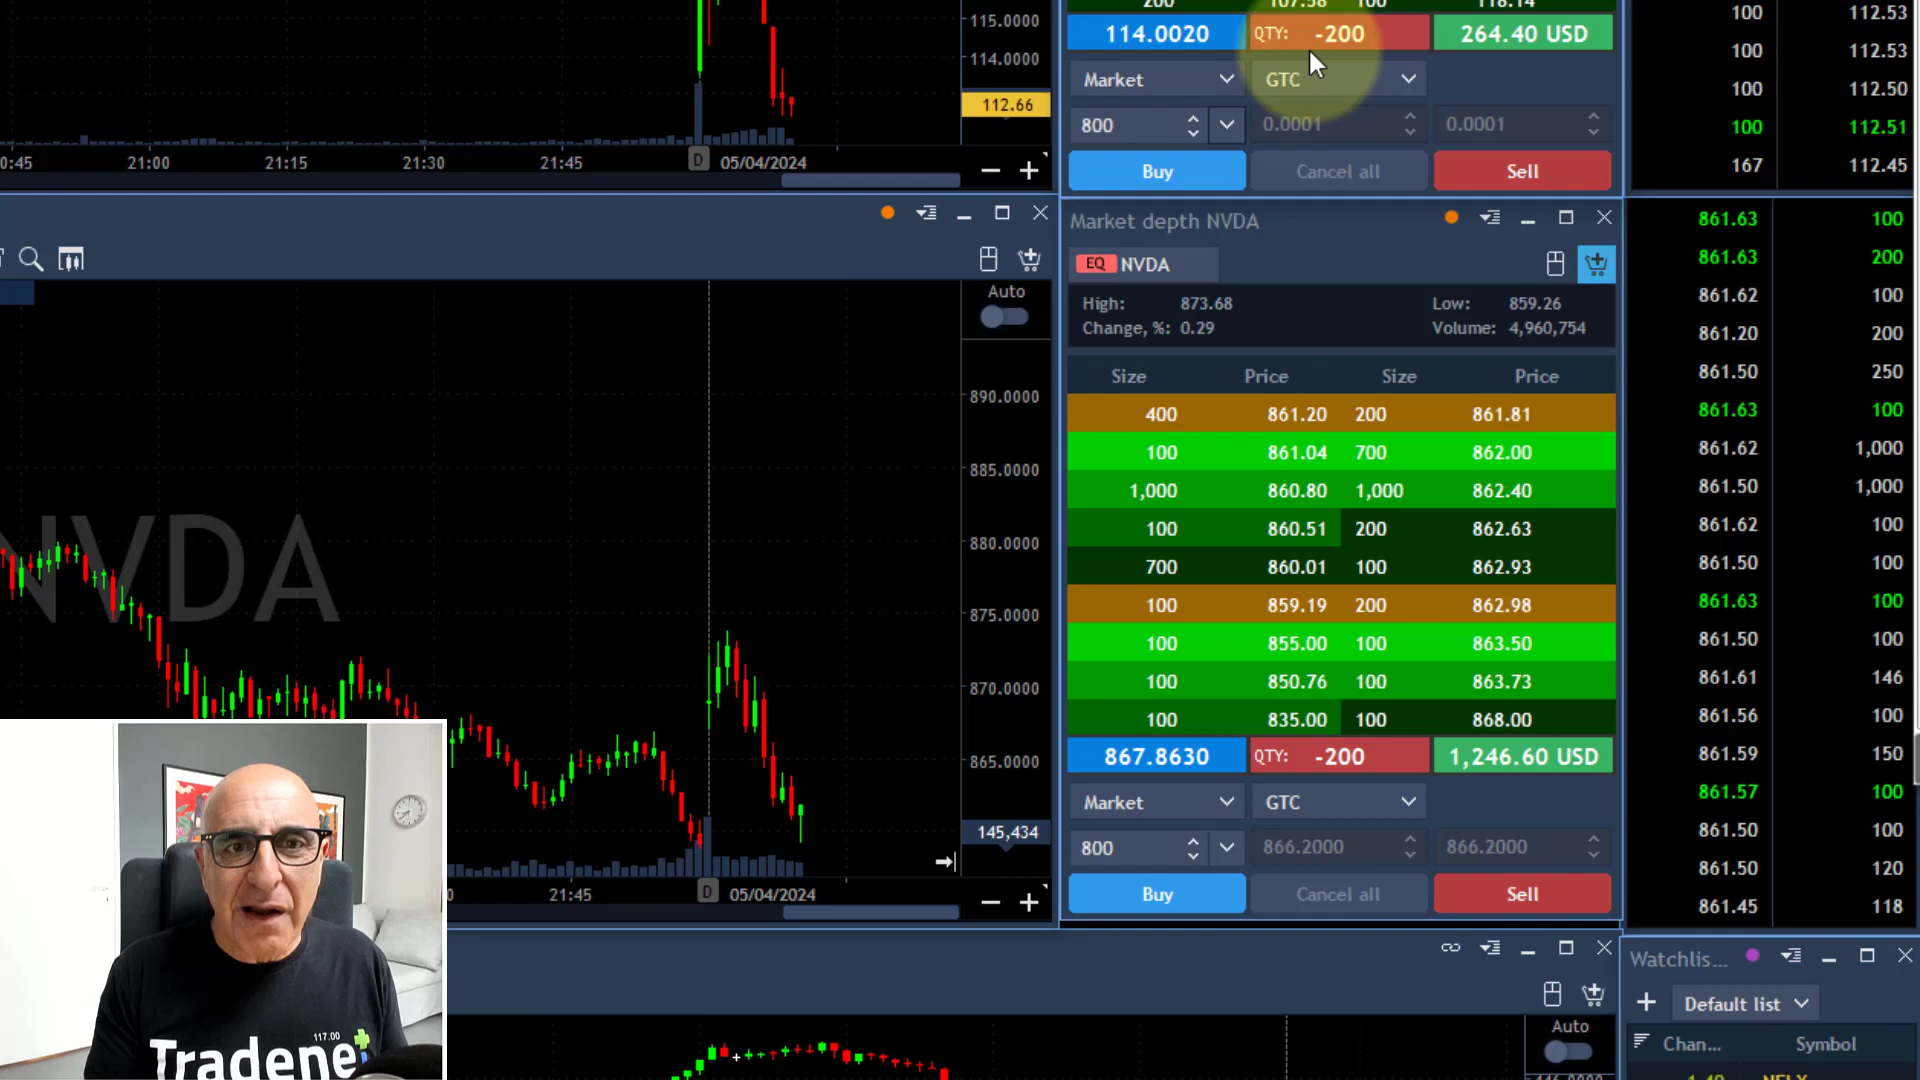 200 107.58 100 118.14
115.0000
114.0020 QTY: -200 264.40 USD
114.0000
Market GTC
112.66
800 0.0001 0.0001
0:45 21:00 21:15 21:30 21:45 D 05/04/2024
Buy Cancel all Sell
100 112.53
100 112.53
100 112.50
100 112.51
167 112.45
Market depth NVDA
EQ NVDA
High: 873.68 Low: 859.26
Change, %: 0.29 Volume: 4,960,754
Size Price Size Price
400 861.20 200 861.81
100 861.04 700 862.00
1,000 860.80 1,000 862.40
100 860.51 200 862.63
700 860.01 100 862.93
100 859.19 200 862.98
100 855.00 100 863.50
100 850.76 100 863.73
100 835.00 100 868.00
867.8630 QTY: -200 1,246.60 USD
Market GTC
800 866.2000 866.2000
Buy Cancel all Sell
Auto
890.0000
885.0000
880.0000
875.0000
870.0000
865.0000
145,434
NVDA
21:45 D 05/04/2024
861.63 100
861.63 200
861.62 100
861.20 200
861.50 250
861.63 100
861.62 1,000
861.50 1,000
861.62 100
861.50 100
861.63 100
861.50 100
861.61 146
861.56 100
861.59 150
861.57 100
861.50 100
861.50 120
861.45 118
Watchlis...
Default list
Chan... Symbol
1.40 NFLX
Auto
117.00
Tradene